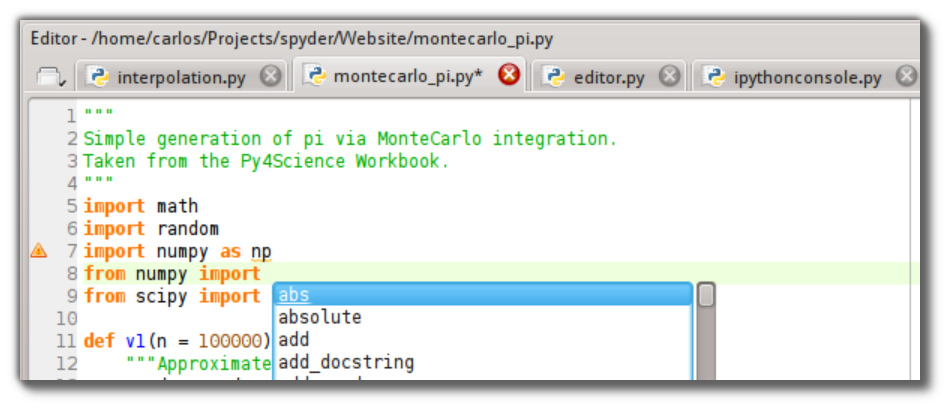 Editor - /home/carlos/Projects/spyder/Website/montecarlo_pi.py
interpolation.py montecarlo_pi.py* editor.py ipythonconsole.py
1 """
2 Simple generation of pi via MonteCarlo integration.
3 Taken from the Py4Science Workbook.
4 """
5 import math
6 import random
7 import numpy as np
8 from numpy import
9 from scipy import abs
10 absolute
11 def v1(n = 100000) add
12 """Approximate add_docstring